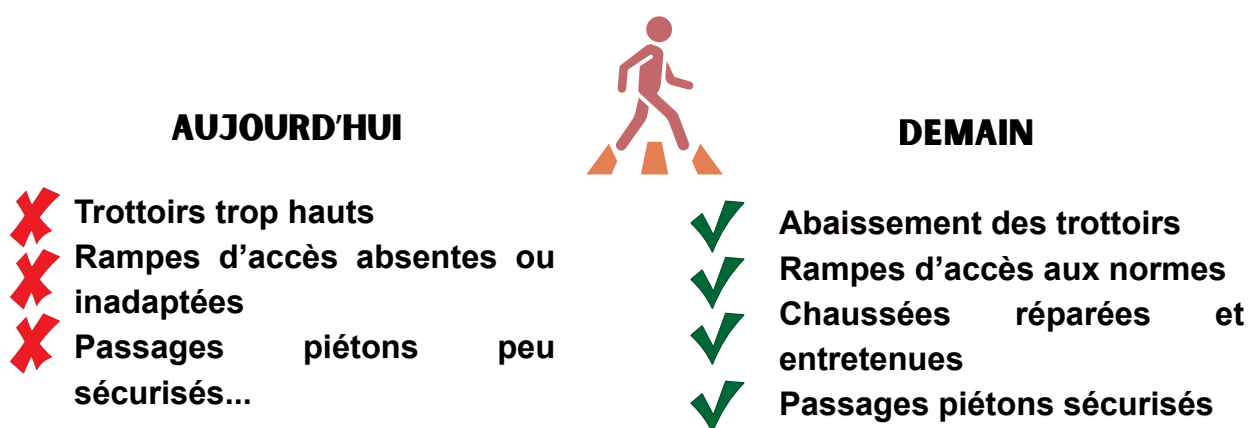 AUJOURD'HUI
Trottoirs trop hauts
Rampes d’accès absentes ou
inadaptées
Passages piétons peu
sécurisés...
DEMAIN
Abaissement des trottoirs
Rampes d’accès aux normes
Chaussées réparées et
entretenues
Passages piétons sécurisés